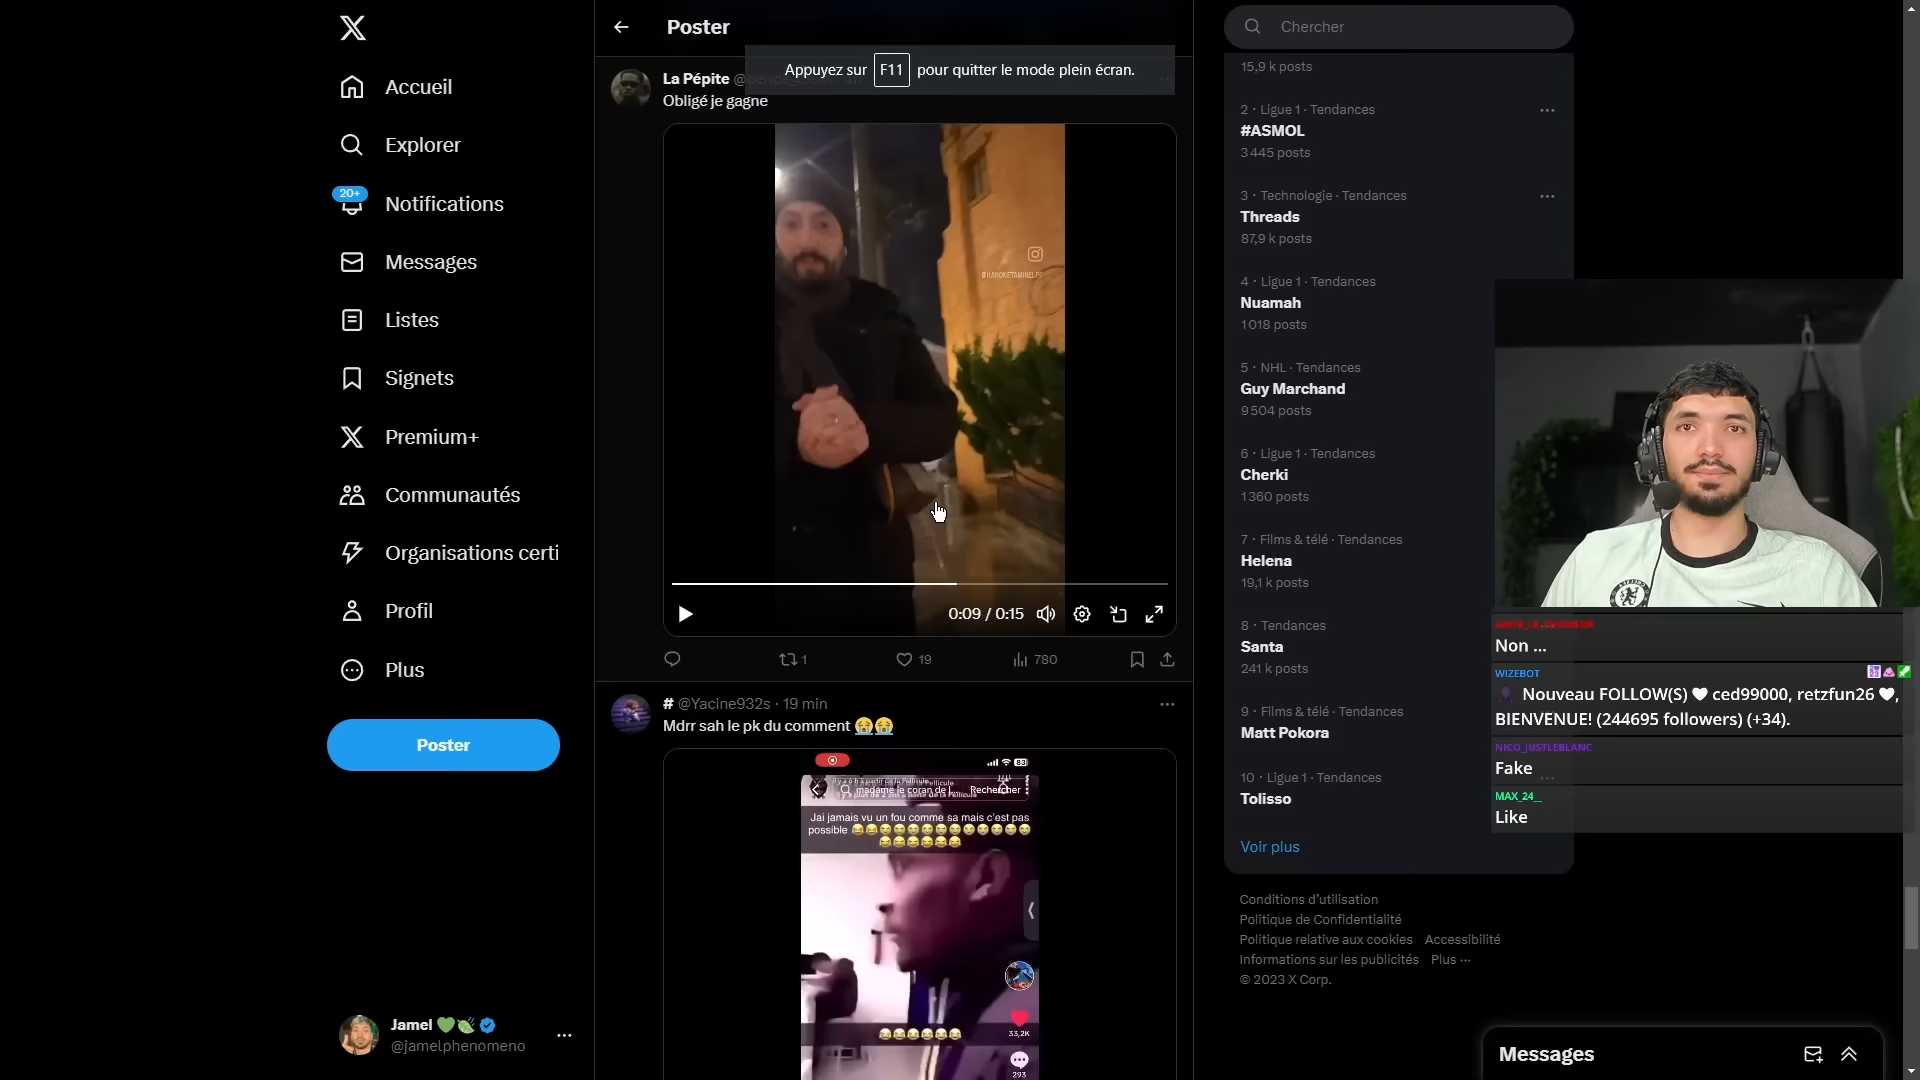 Accueil
Explorer
20+
Notifications
Messages
Listes
Signets
Premium+
Communautés
Organisations certi
Profil
Plus
Poster
Jamel
@jamelphenomeno
Poster
Appuyez sur F11 pour quitter le mode plein écran.
La Pépite
Obligé je gagne
0:09 / 0:15
1
19
780
# @Yacine932s · 19 min
Mdrr sah le pk du comment 😭😭
83
madame le coran de l... Rechercher
Jai jamais vu un fou comme sa mais c'est pas
possible 😂😂😭😭😭😭😭😭😭😭😭😭😭
😂😂😂😂😂😂
😂😂😂😂😂😂
33,2K
293
Chercher
15,9 k posts
2 · Ligue 1 · Tendances
#ASMOL
3 445 posts
3 · Technologie · Tendances
Threads
87,9 k posts
4 · Ligue 1 · Tendances
Nuamah
1 018 posts
5 · NHL · Tendances
Guy Marchand
9 504 posts
6 · Ligue 1 · Tendances
Cherki
1 360 posts
7 · Films & télé · Tendances
Helena
19,1 k posts
8 · Tendances
Santa
241 k posts
9 · Films & télé · Tendances
Matt Pokora
10 · Ligue 1 · Tendances
Tolisso
Voir plus
Conditions d'utilisation
Politique de Confidentialité
Politique relative aux cookies Accessibilité
Informations sur les publicités Plus ···
© 2023 X Corp.
Non ...
WIZEBOT
Nouveau FOLLOW(S) ♥ ced99000, retzfun26 ♥,
BIENVENUE! (244695 followers) (+34).
NICO_JUSTLEBLANC
Fake
MAX_24__
Like
Messages